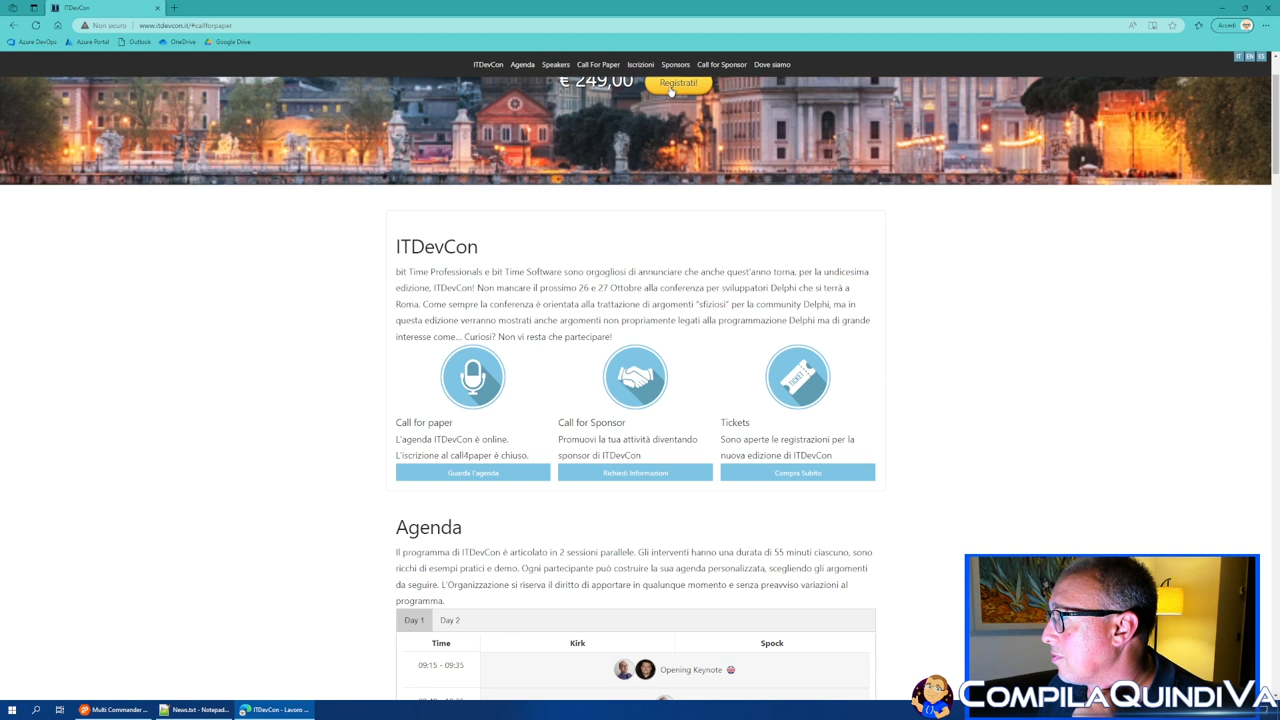 ITDevCon
Non sicuro
www.itdevcon.it/#callforpaper
Accedi
Azure DevOps
Azure Portal
Outlook
OneDrive
Google Drive
ITDevCon Agenda Speakers Call For Paper Iscrizioni Sponsors Call for Sponsor Dove siamo
IT EN ES
€ 249,00
Registrati!
ITDevCon
bit Time Professionals e bit Time Software sono orgogliosi di annunciare che anche quest'anno torna, per la undicesima
edizione, ITDevCon! Non mancare il prossimo 26 e 27 Ottobre alla conferenza per sviluppatori Delphi che si terrà a
Roma. Come sempre la conferenza è orientata alla trattazione di argomenti "sfiziosi" per la community Delphi, ma in
questa edizione verranno mostrati anche argomenti non propriamente legati alla programmazione Delphi ma di grande
interesse come... Curiosi? Non vi resta che partecipare!
TICKET
Call for paper
L'agenda ITDevCon è online.
L'iscrizione al call4paper è chiuso.
Guarda l'agenda
Call for Sponsor
Promuovi la tua attività diventando
sponsor di ITDevCon
Richiedi Informazioni
Tickets
Sono aperte le registrazioni per la
nuova edizione di ITDevCon
Compra Subito
Agenda
Il programma di ITDevCon è articolato in 2 sessioni parallele. Gli interventi hanno una durata di 55 minuti ciascuno, sono
ricchi di esempi pratici e demo. Ogni partecipante può costruire la sua agenda personalizzata, scegliendo gli argomenti
da seguire. L'Organizzazione si riserva il diritto di apportare in qualunque momento e senza preavviso variazioni al
programma.
Day 1 Day 2
Time Kirk Spock
09:15 - 09:35 Opening Keynote
COMPILAQUINDIVA
Multi Commander ...
News.txt - Notepad...
ITDevCon - Lavoro ...